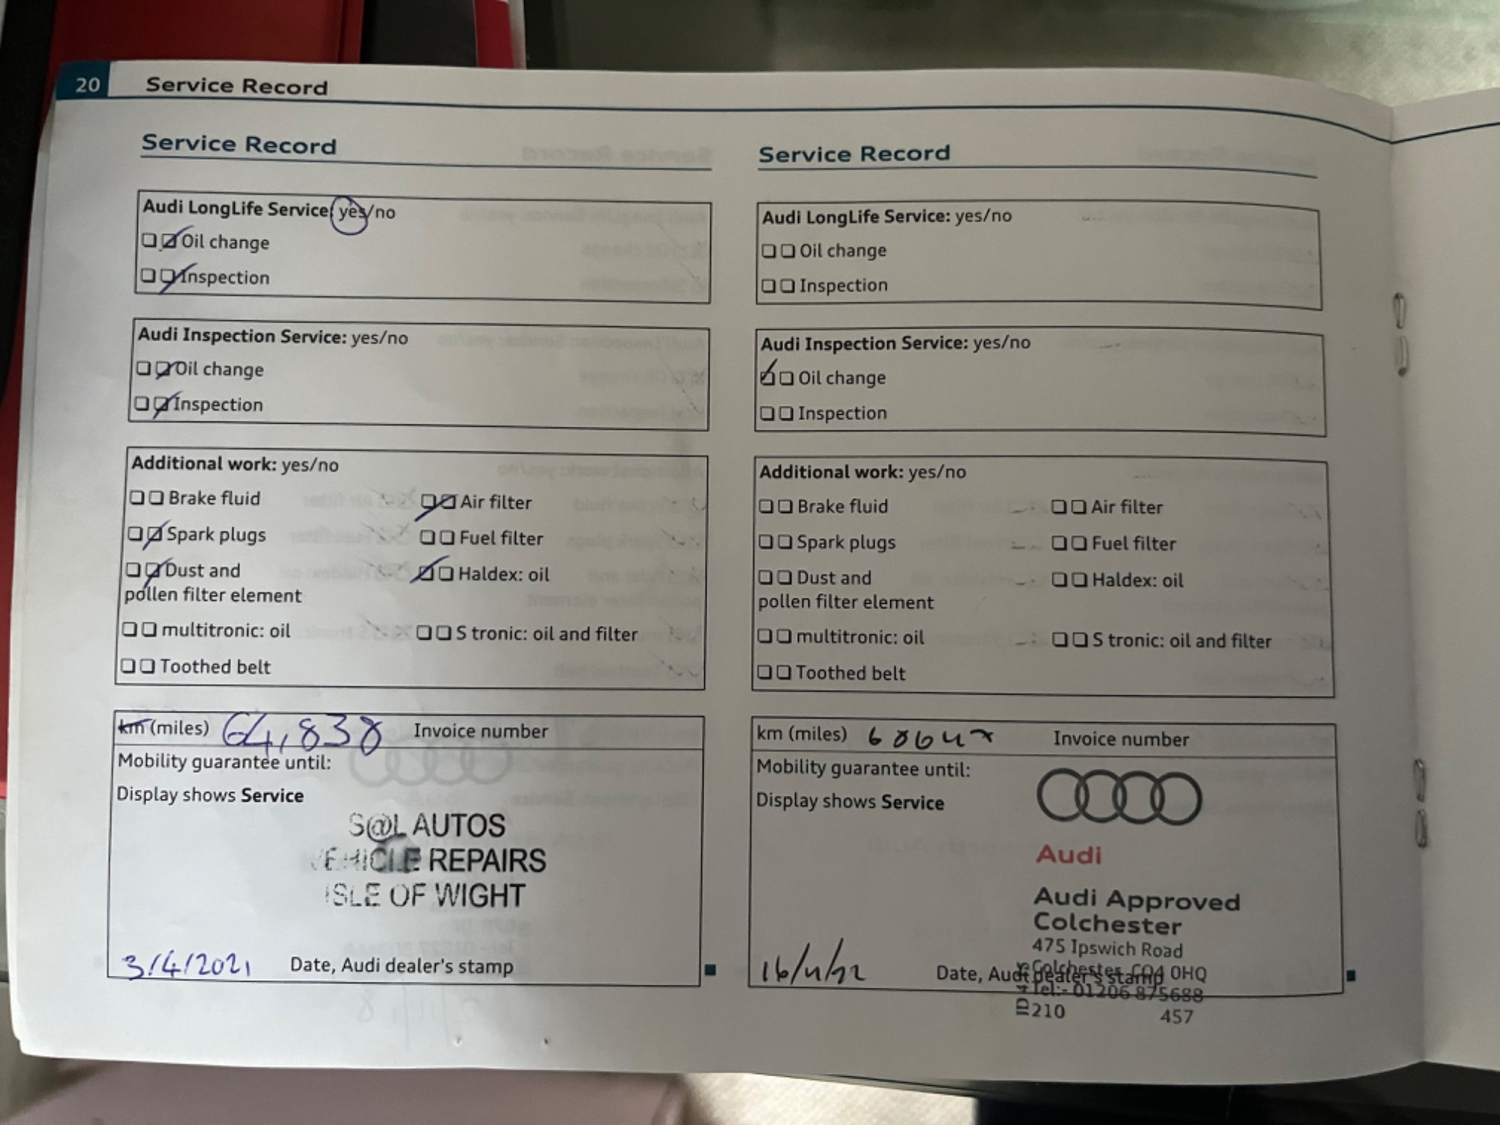 20 Service Record
Service Record
Audi LongLife Service: yes/no
Oil change
Inspection
Audi Inspection Service: yes/no
Oil change
Inspection
Additional work: yes/no
Brake fluid
Air filter
Spark plugs
Fuel filter
Dust and
Haldex: oil
pollen filter element
multitronic: oil
S tronic: oil and filter
Toothed belt
km (miles) 64,838 Invoice number
Mobility guarantee until:
Display shows Service
S@L AUTOS
VEHICLE REPAIRS
ISLE OF WIGHT
3/4/2021 Date, Audi dealer's stamp
Service Record
Audi LongLife Service: yes/no
Oil change
Inspection
Audi Inspection Service: yes/no
Oil change
Inspection
Additional work: yes/no
Brake fluid
Air filter
Spark plugs
Fuel filter
Dust and
Haldex: oil
pollen filter element
multitronic: oil
S tronic: oil and filter
Toothed belt
km (miles) Invoice number
Mobility guarantee until:
Display shows Service
Audi
Audi Approved
Colchester
475 Ipswich Road
Colchester CO4 0HQ
Date, Audi dealer's stamp
Tel:- 01206 875688
210 457